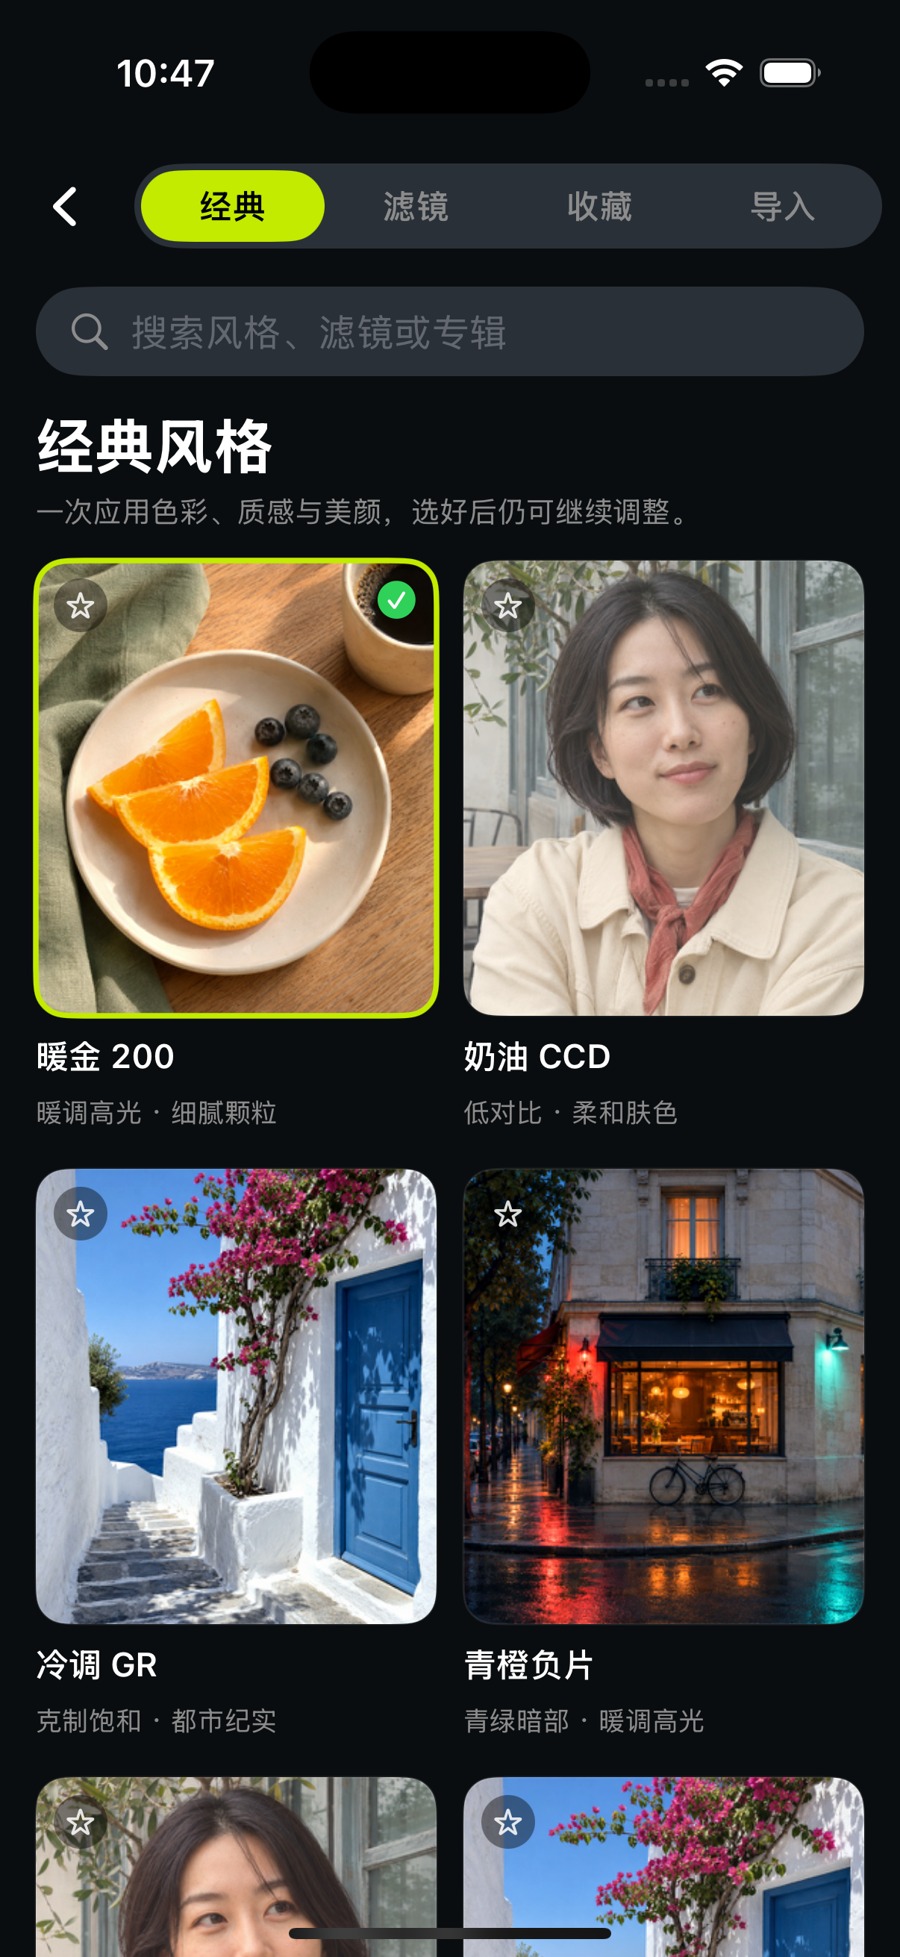 10:47
经典
滤镜
收藏
导入
搜索风格、滤镜或专辑
经典风格
一次应用色彩、质感与美颜，选好后仍可继续调整。
暖金 200
奶油 CCD
暖调高光 · 细腻颗粒
低对比 · 柔和肤色
冷调 GR
青橙负片
克制饱和 · 都市纪实
青绿暗部 · 暖调高光